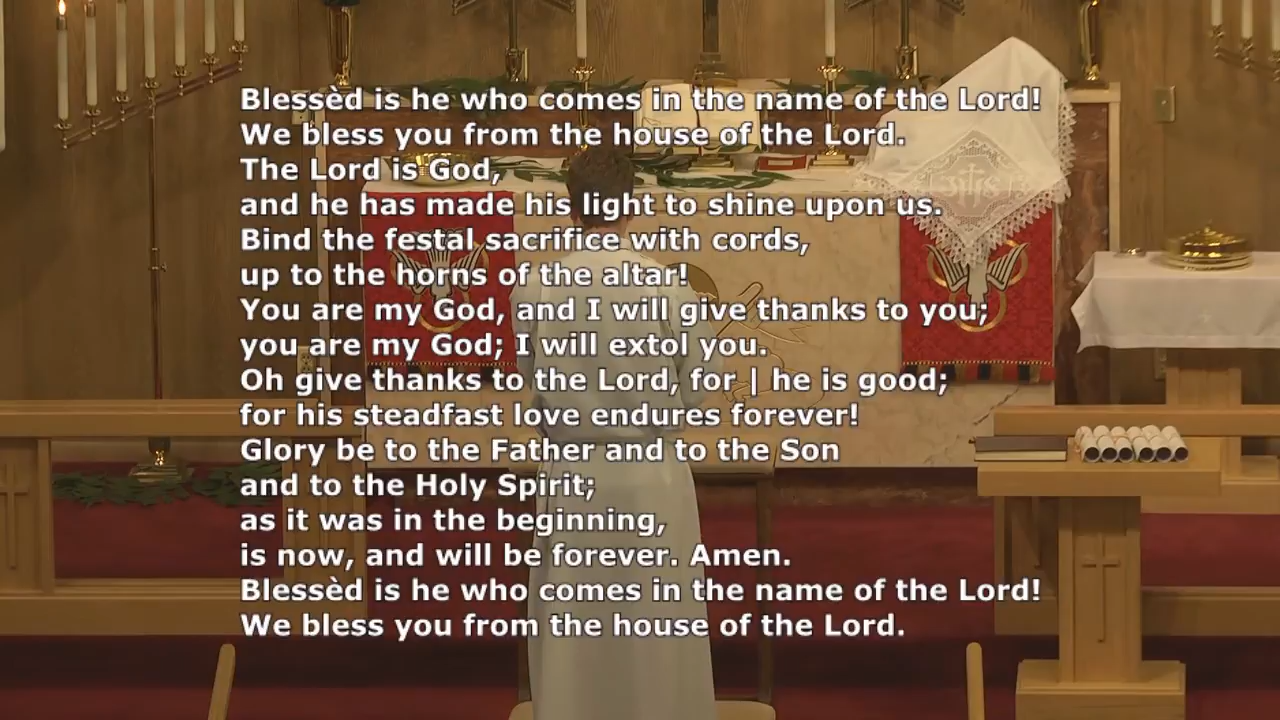 Blessèd is he who comes in the name of the Lord!
We bless you from the house of the Lord.
The Lord is God,
and he has made his light to shine upon us.
Bind the festal sacrifice with cords,
up to the horns of the altar!
You are my God, and I will give thanks to you;
you are my God; I will extol you.
Oh give thanks to the Lord, for | he is good;
for his steadfast love endures forever!
Glory be to the Father and to the Son
and to the Holy Spirit;
as it was in the beginning,
is now, and will be forever. Amen.
Blessèd is he who comes in the name of the Lord!
We bless you from the house of the Lord.